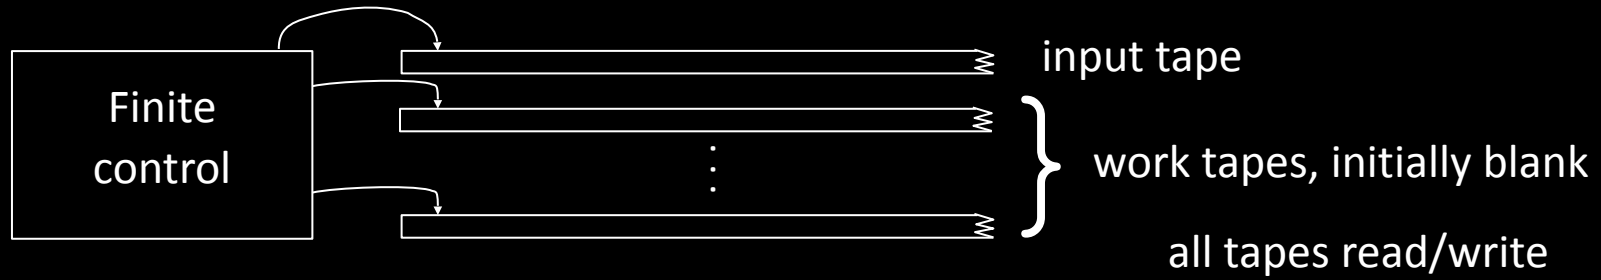 input tape
Finite
control
work tapes, initially blank
all tapes read/write